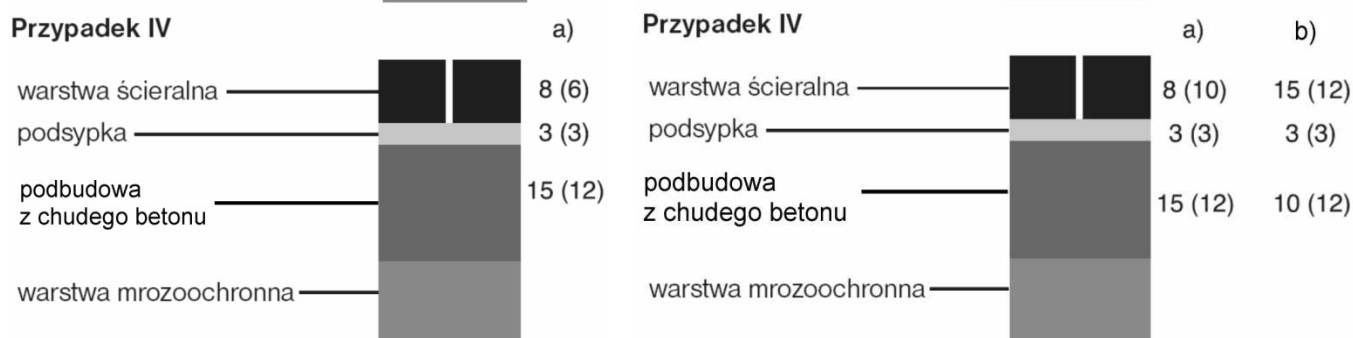 Przypadek IV a)
warstwa ścieralna 8 (6)
podsypka 3 (3)
podbudowa 15 (12)
z chudego betonu
warstwa mrozoochronna
Przypadek IV a) b)
warstwa ścieralna 8 (10) 15 (12)
podsypka 3 (3) 3 (3)
podbudowa
z chudego betonu 15 (12) 10 (12)
warstwa mrozoochronna